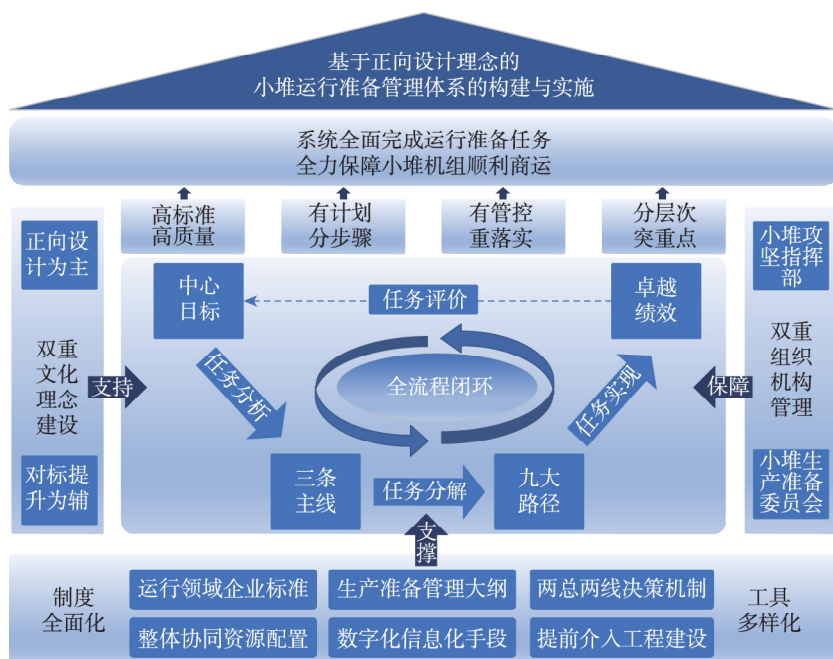 基于正向设计理念的
小堆运行准备管理体系的构建与实施
系统全面完成运行准备任务
全力保障小堆机组顺利商运
高标准
高质量
有计划
分步骤
有管控
重落实
分层次
突重点
正向设
计为主
双重
文化
理念
建设
对标提
升为辅
支持
中心
目标
任务评价
卓越
绩效
任务分析
全流程闭环
任务实现
三条
主线
任务分解
九大
路径
保障
小堆攻
坚指挥
部
双重
组织
机构
管理
小堆生
产准备
委员会
支撑
制度
全面化
运行领域企业标准
生产准备管理大纲
两总两线决策机制
整体协同资源配置
数字化信息化手段
提前介入工程建设
工具
多样化